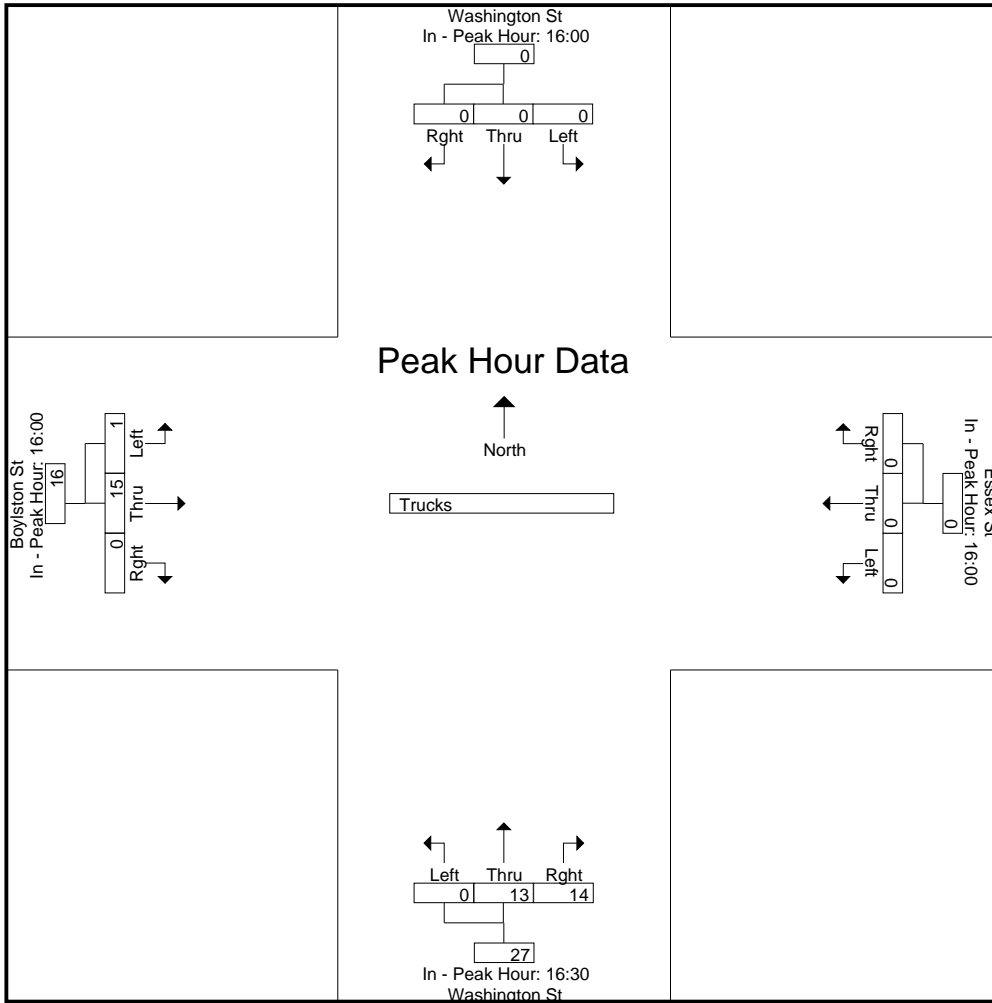 Washington St
In - Peak Hour: 16:00
0
0 0 0
Rght Thru Left
Peak Hour Data
North
Trucks
Boylston St
In - Peak Hour: 16:00
16
1 15 0
Left Thru Rght
Essex St
In - Peak Hour: 16:00
0
0 0 0
Rght Thru Left
Left Thru Rght
0 13 14
27
In - Peak Hour: 16:30
Washington St